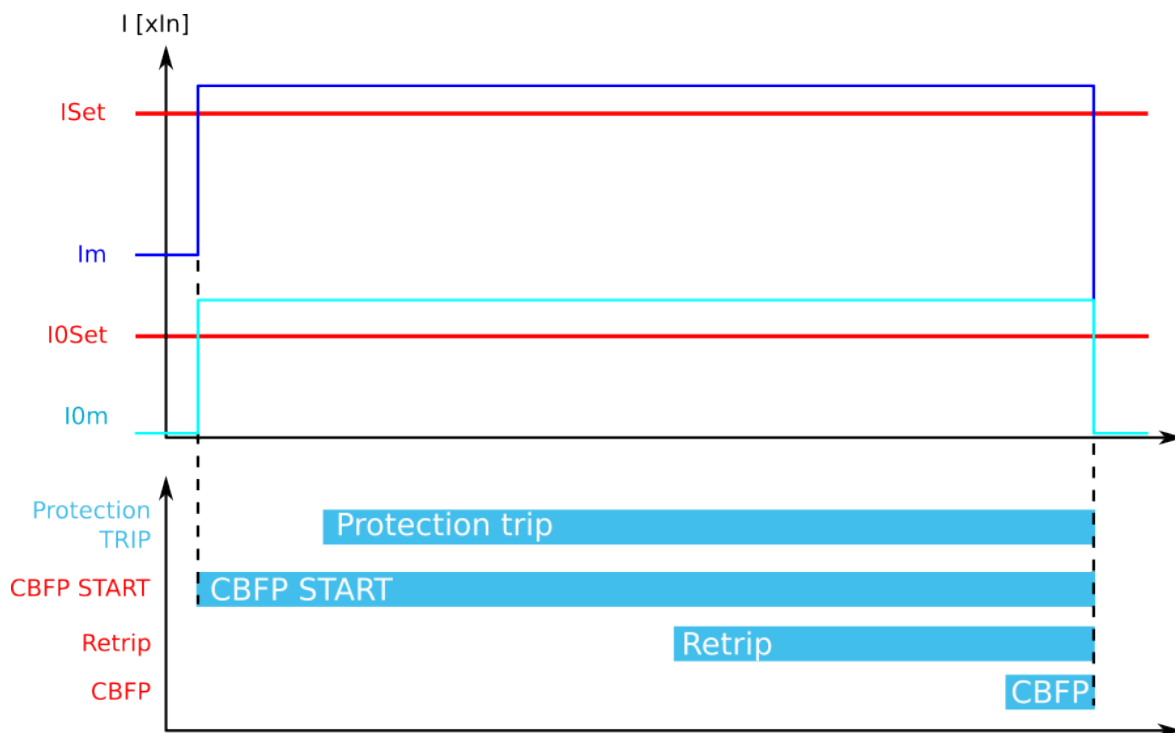 I [xIn]
ISet
Im
I0Set
I0m
Protection
TRIP
Protection trip
CBFP START
CBFP START
Retrip
Retrip
CBFP
CBFP